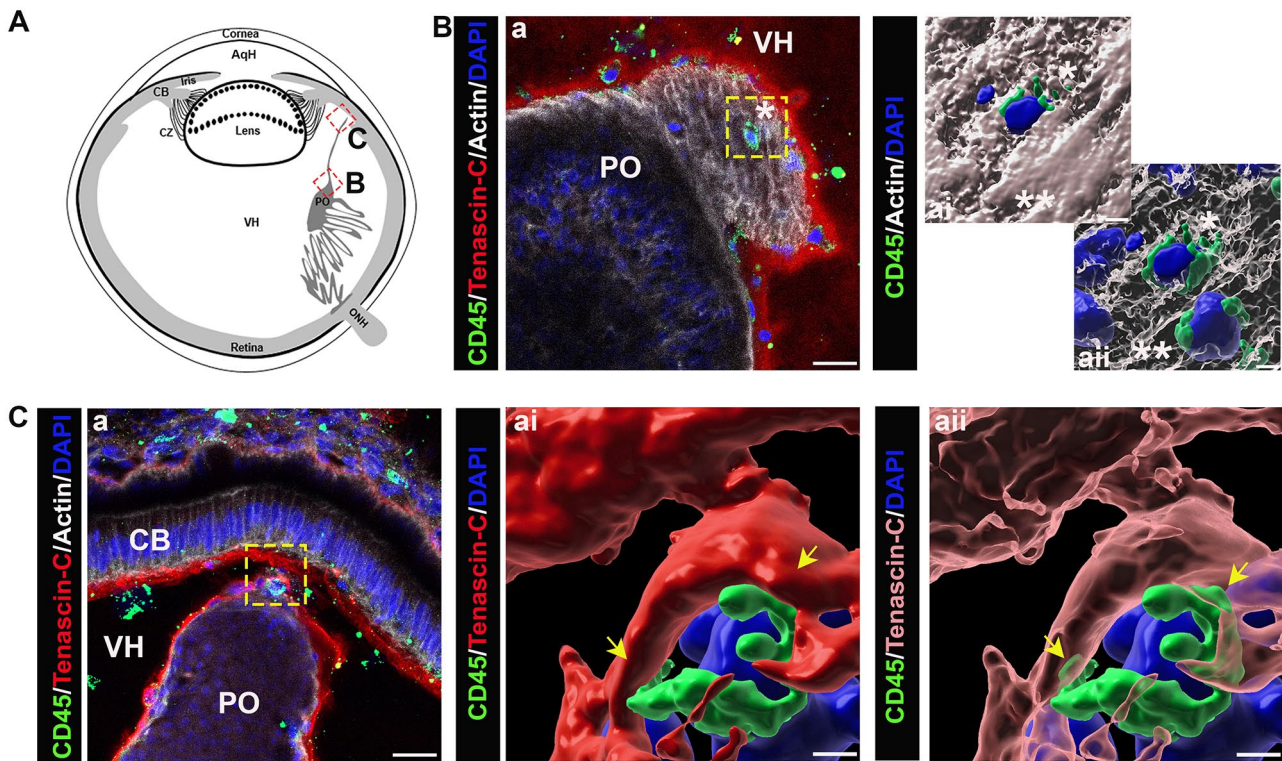 A
Cornea
AqH
Iris
CB
CZ
Lens
C
B
PO
VH
ONH
Retina
B
CD45/Tenascin-C/Actin/DAPI
a
VH
*
PO
CD45/Actin/DAPI
*
**
ai
*
**
aii
C
CD45/Tenascin-C/Actin/DAPI
a
CB
VH
PO
CD45/Tenascin-C/DAPI
ai
CD45/Tenascin-C/DAPI
aii